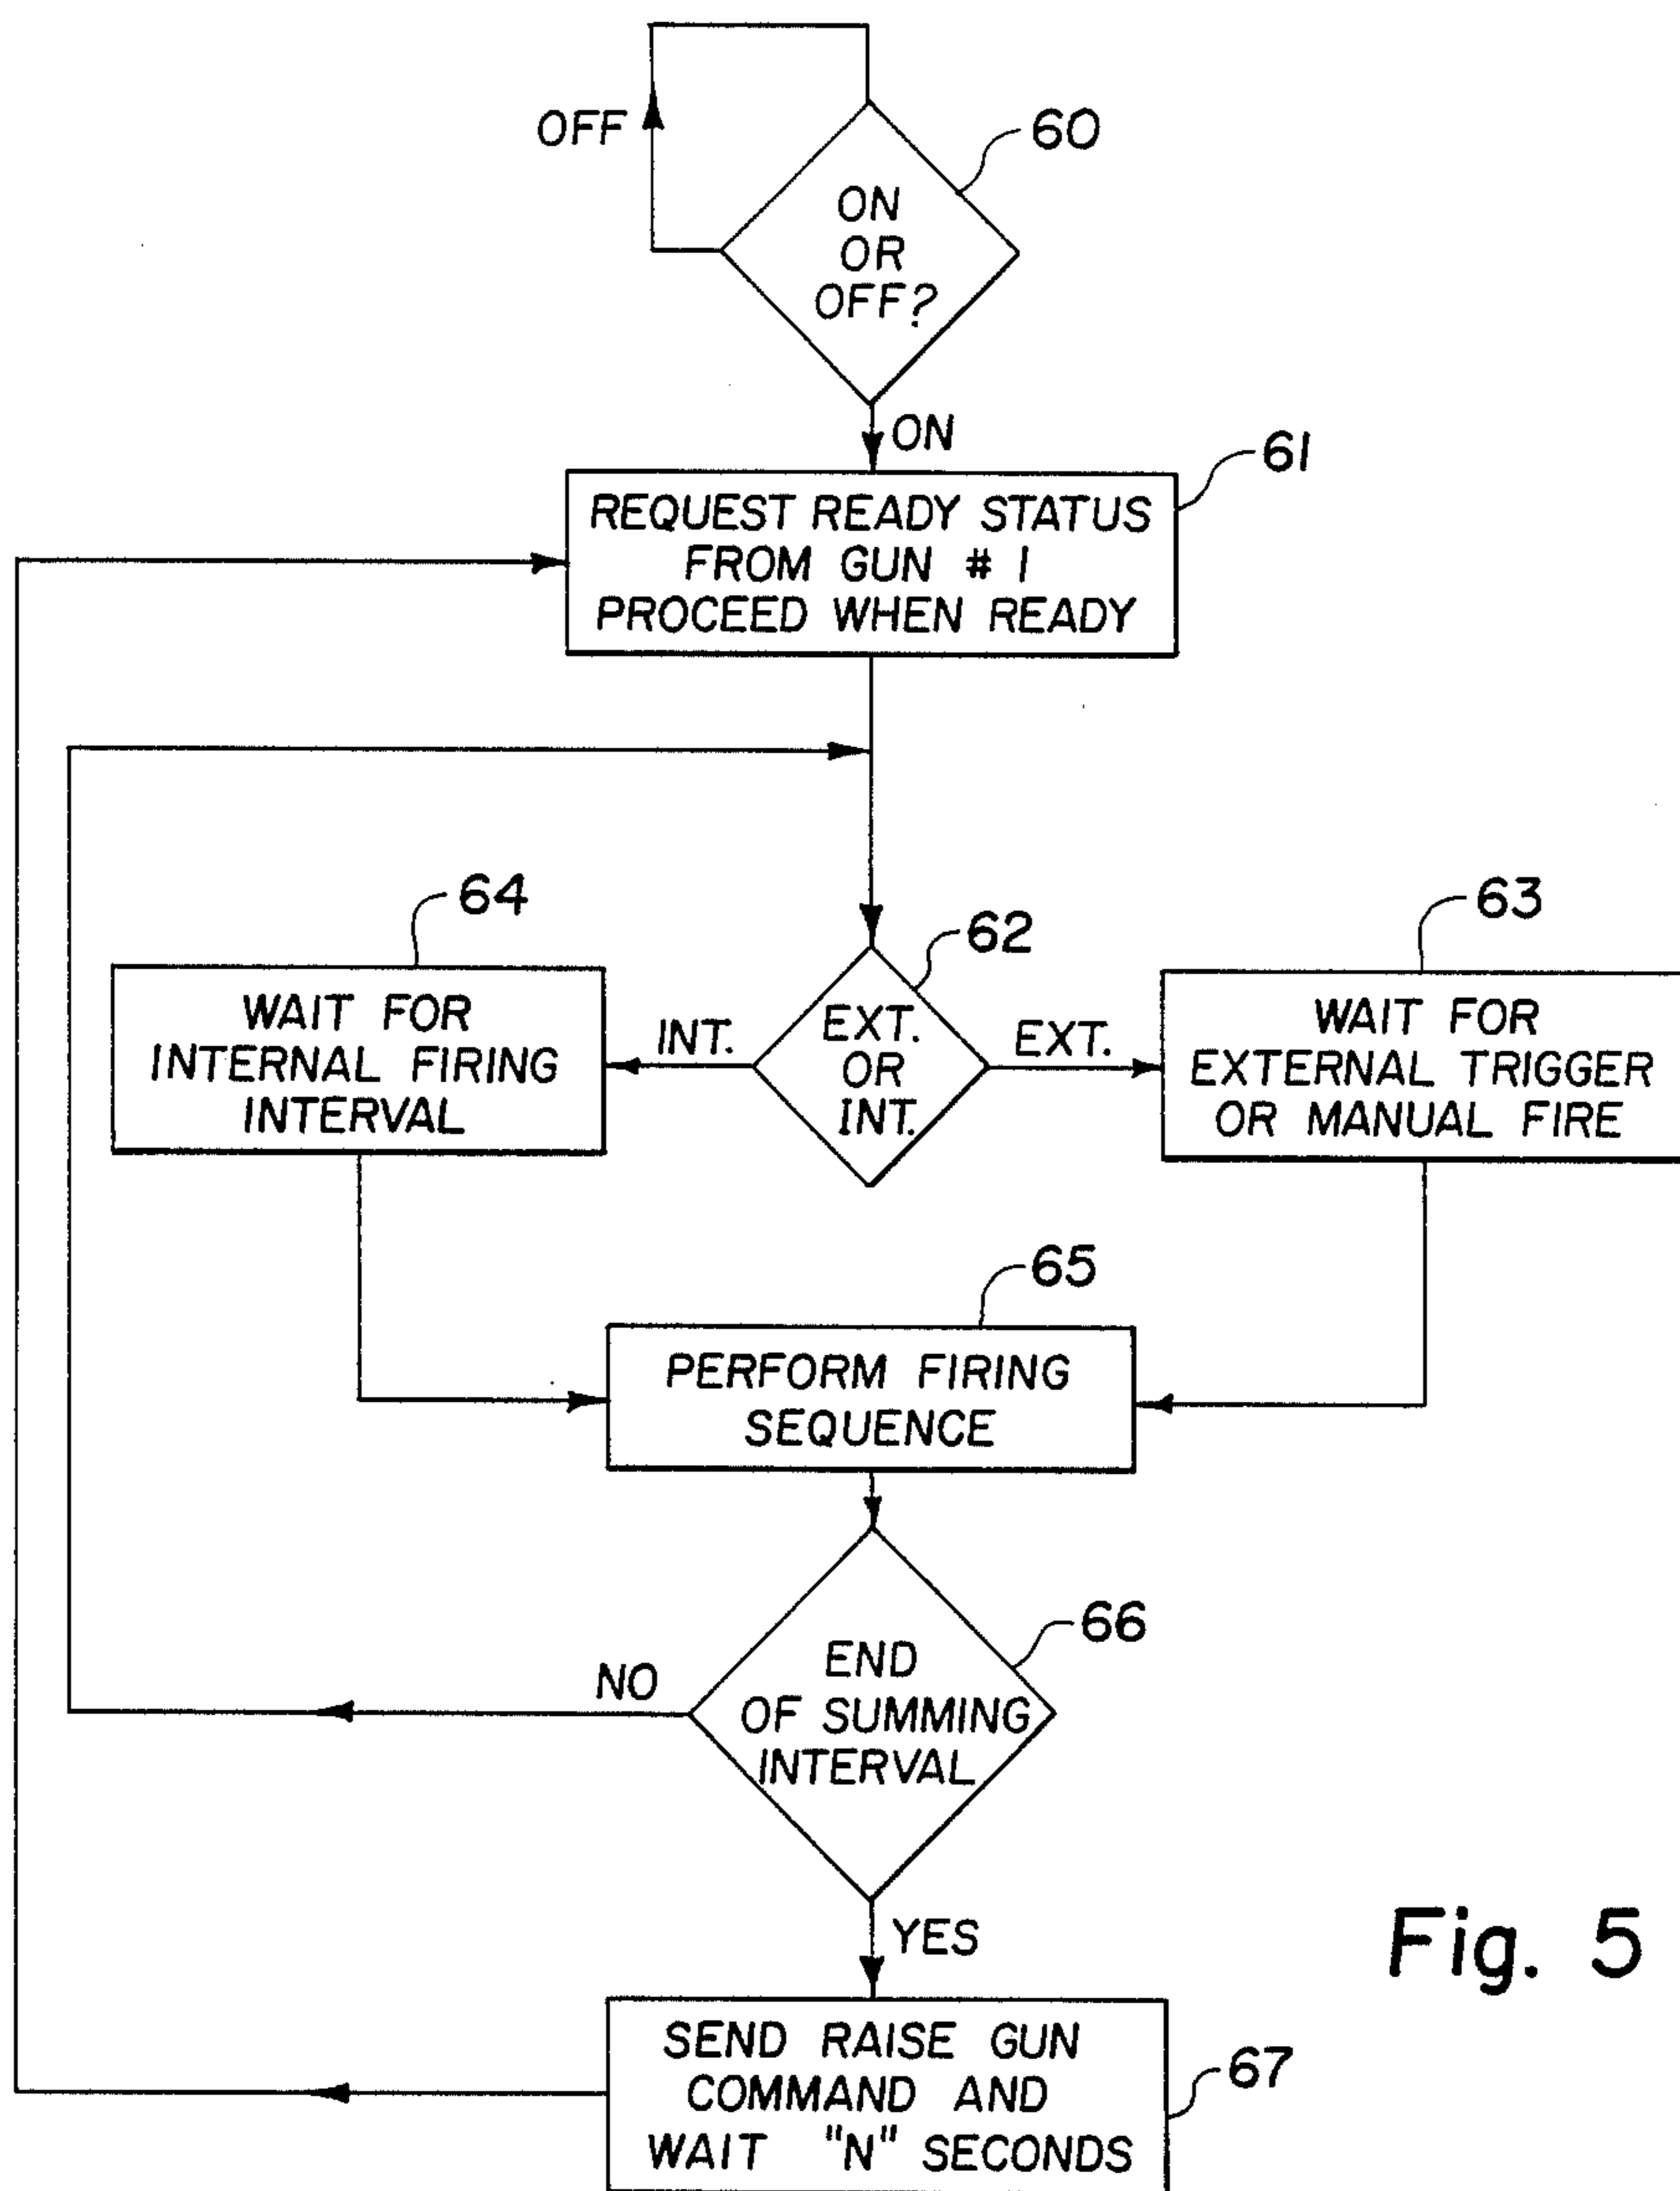 OFF
60
ON
OR
OFF?
ON
61
REQUEST READY STATUS
FROM GUN # 1
PROCEED WHEN READY
64
62
63
WAIT FOR
INTERNAL FIRING
INTERVAL
INT.
EXT.
OR
INT.
EXT.
WAIT FOR
EXTERNAL TRIGGER
OR MANUAL FIRE
65
PERFORM FIRING
SEQUENCE
66
END
OF SUMMING
INTERVAL
NO
YES
Fig. 5
SEND RAISE GUN
COMMAND AND
WAIT "N" SECONDS
67